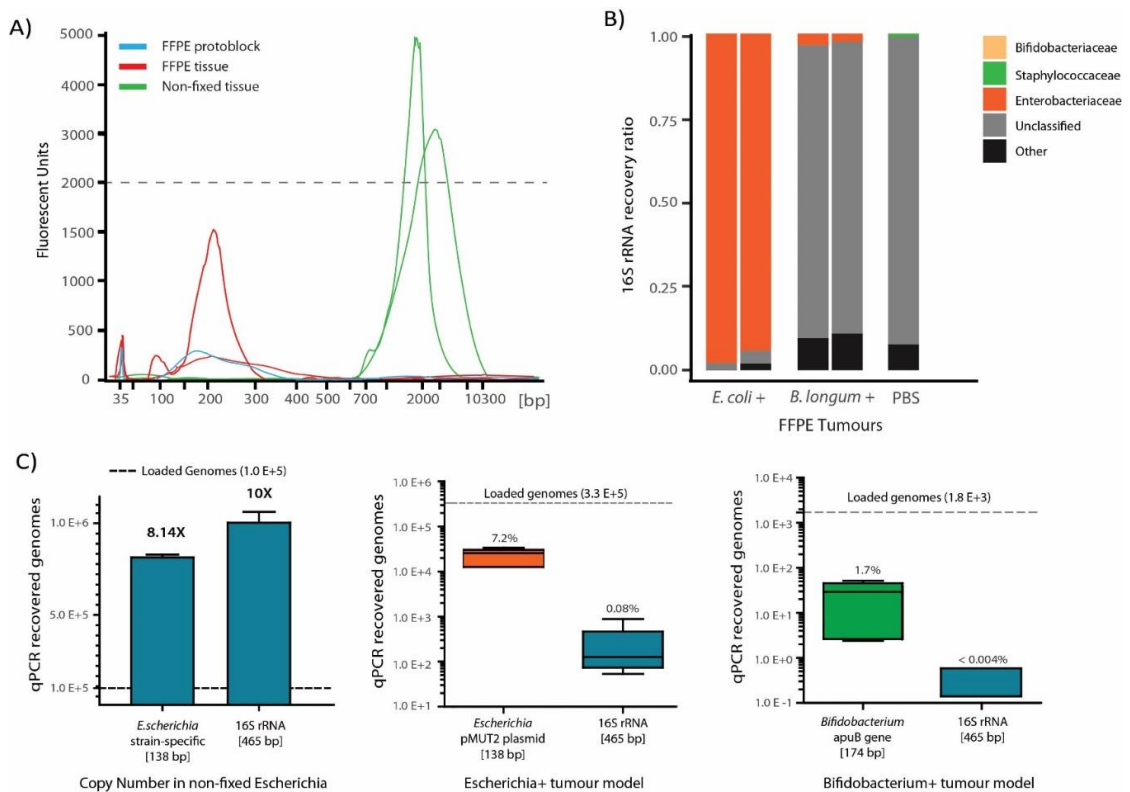 A)
5000
4000
3000
2000
1500
1000
500
0
Fluorescent Units
FFPE protoblock
FFPE tissue
Non-fixed tissue
35 100 200 300 400 500 700 2000 10300 [bp]
B)
1.00
0.75
0.50
0.25
0.00
16S rRNA recovery ratio
E. coli + B. longum + PBS
FFPE Tumours
Bifidobacteriaceae
Staphylococcaceae
Enterobacteriaceae
Unclassified
Other
C)
Loaded Genomes (1.0 E+5)
10X
8.14X
1.0 E+6
5.0 E+5
1.0 E+5
qPCR recovered genomes
E.scherichia
strain-specific
[138 bp]
16S rRNA
[465 bp]
Copy Number in non-fixed Escherichia
1.0 E+6
1.0 E+5
1.0 E+4
1.0 E+3
1.0 E+2
1.0 E+1
qPCR recovered genomes
Loaded genomes (3.3 E+5)
7.2%
0.08%
Escherichia
pMUT2 plasmid
[138 bp]
16S rRNA
[465 bp]
Escherichia+ tumour model
1.0 E+4
1.0 E+3
1.0 E+2
1.0 E+1
1.0 E+0
1.0 E -1
qPCR recovered genomes
Loaded genomes (1.8 E+3)
1.7%
< 0.004%
Bifidobacterium
apuB gene
[174 bp]
16S rRNA
[465 bp]
Bifidobacterium+ tumour model